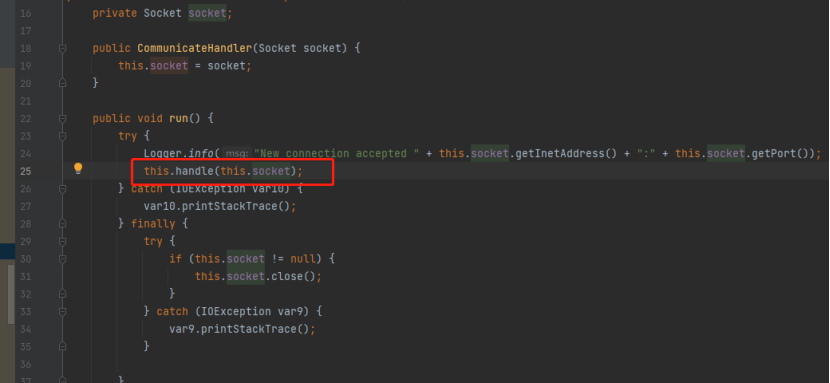 16 private Socket socket;
17
18 public CommunicateHandler(Socket socket) {
19 this.socket = socket;
20 }
21
22 public void run() {
23 try {
24 Logger.info( msg: "New connection accepted " + this.socket.getInetAddress() + ":" + this.socket.getPort());
25 this.handle(this.socket);
26 } catch (IOException var10) {
27 var10.printStackTrace();
28 } finally {
29 try {
30 if (this.socket != null) {
31 this.socket.close();
32 }
33 } catch (IOException var9) {
34 var9.printStackTrace();
35 }
36
37 }